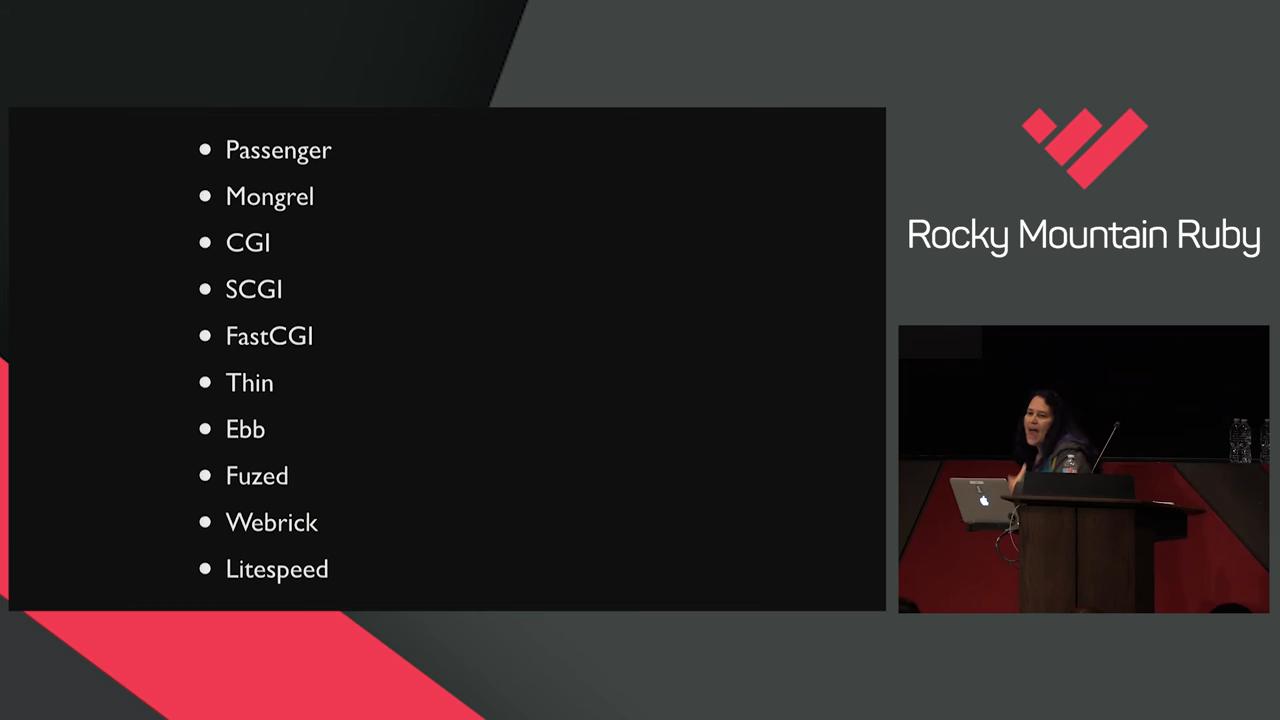 Passenger
Mongrel
CGI
SCGI
FastCGI
Thin
Ebb
Fuzed
Webrick
Litespeed
Rocky Mountain Ruby